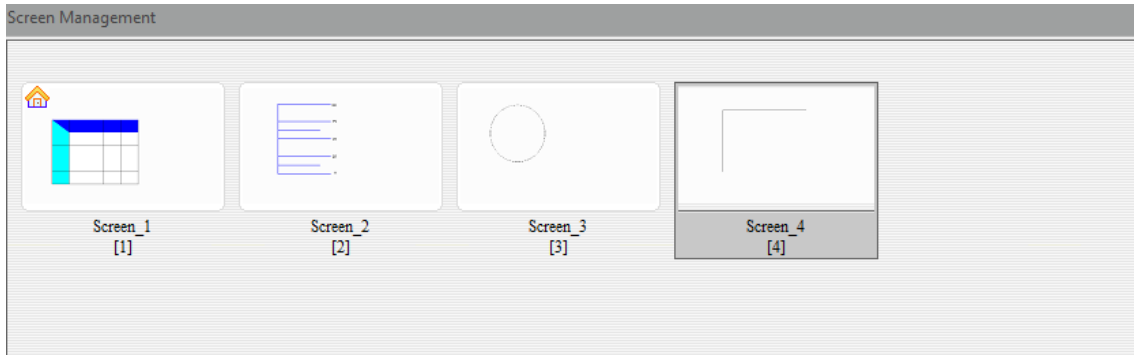 Screen Management
Screen_1
[1]
Screen_2
[2]
Screen_3
[3]
Screen_4
[4]